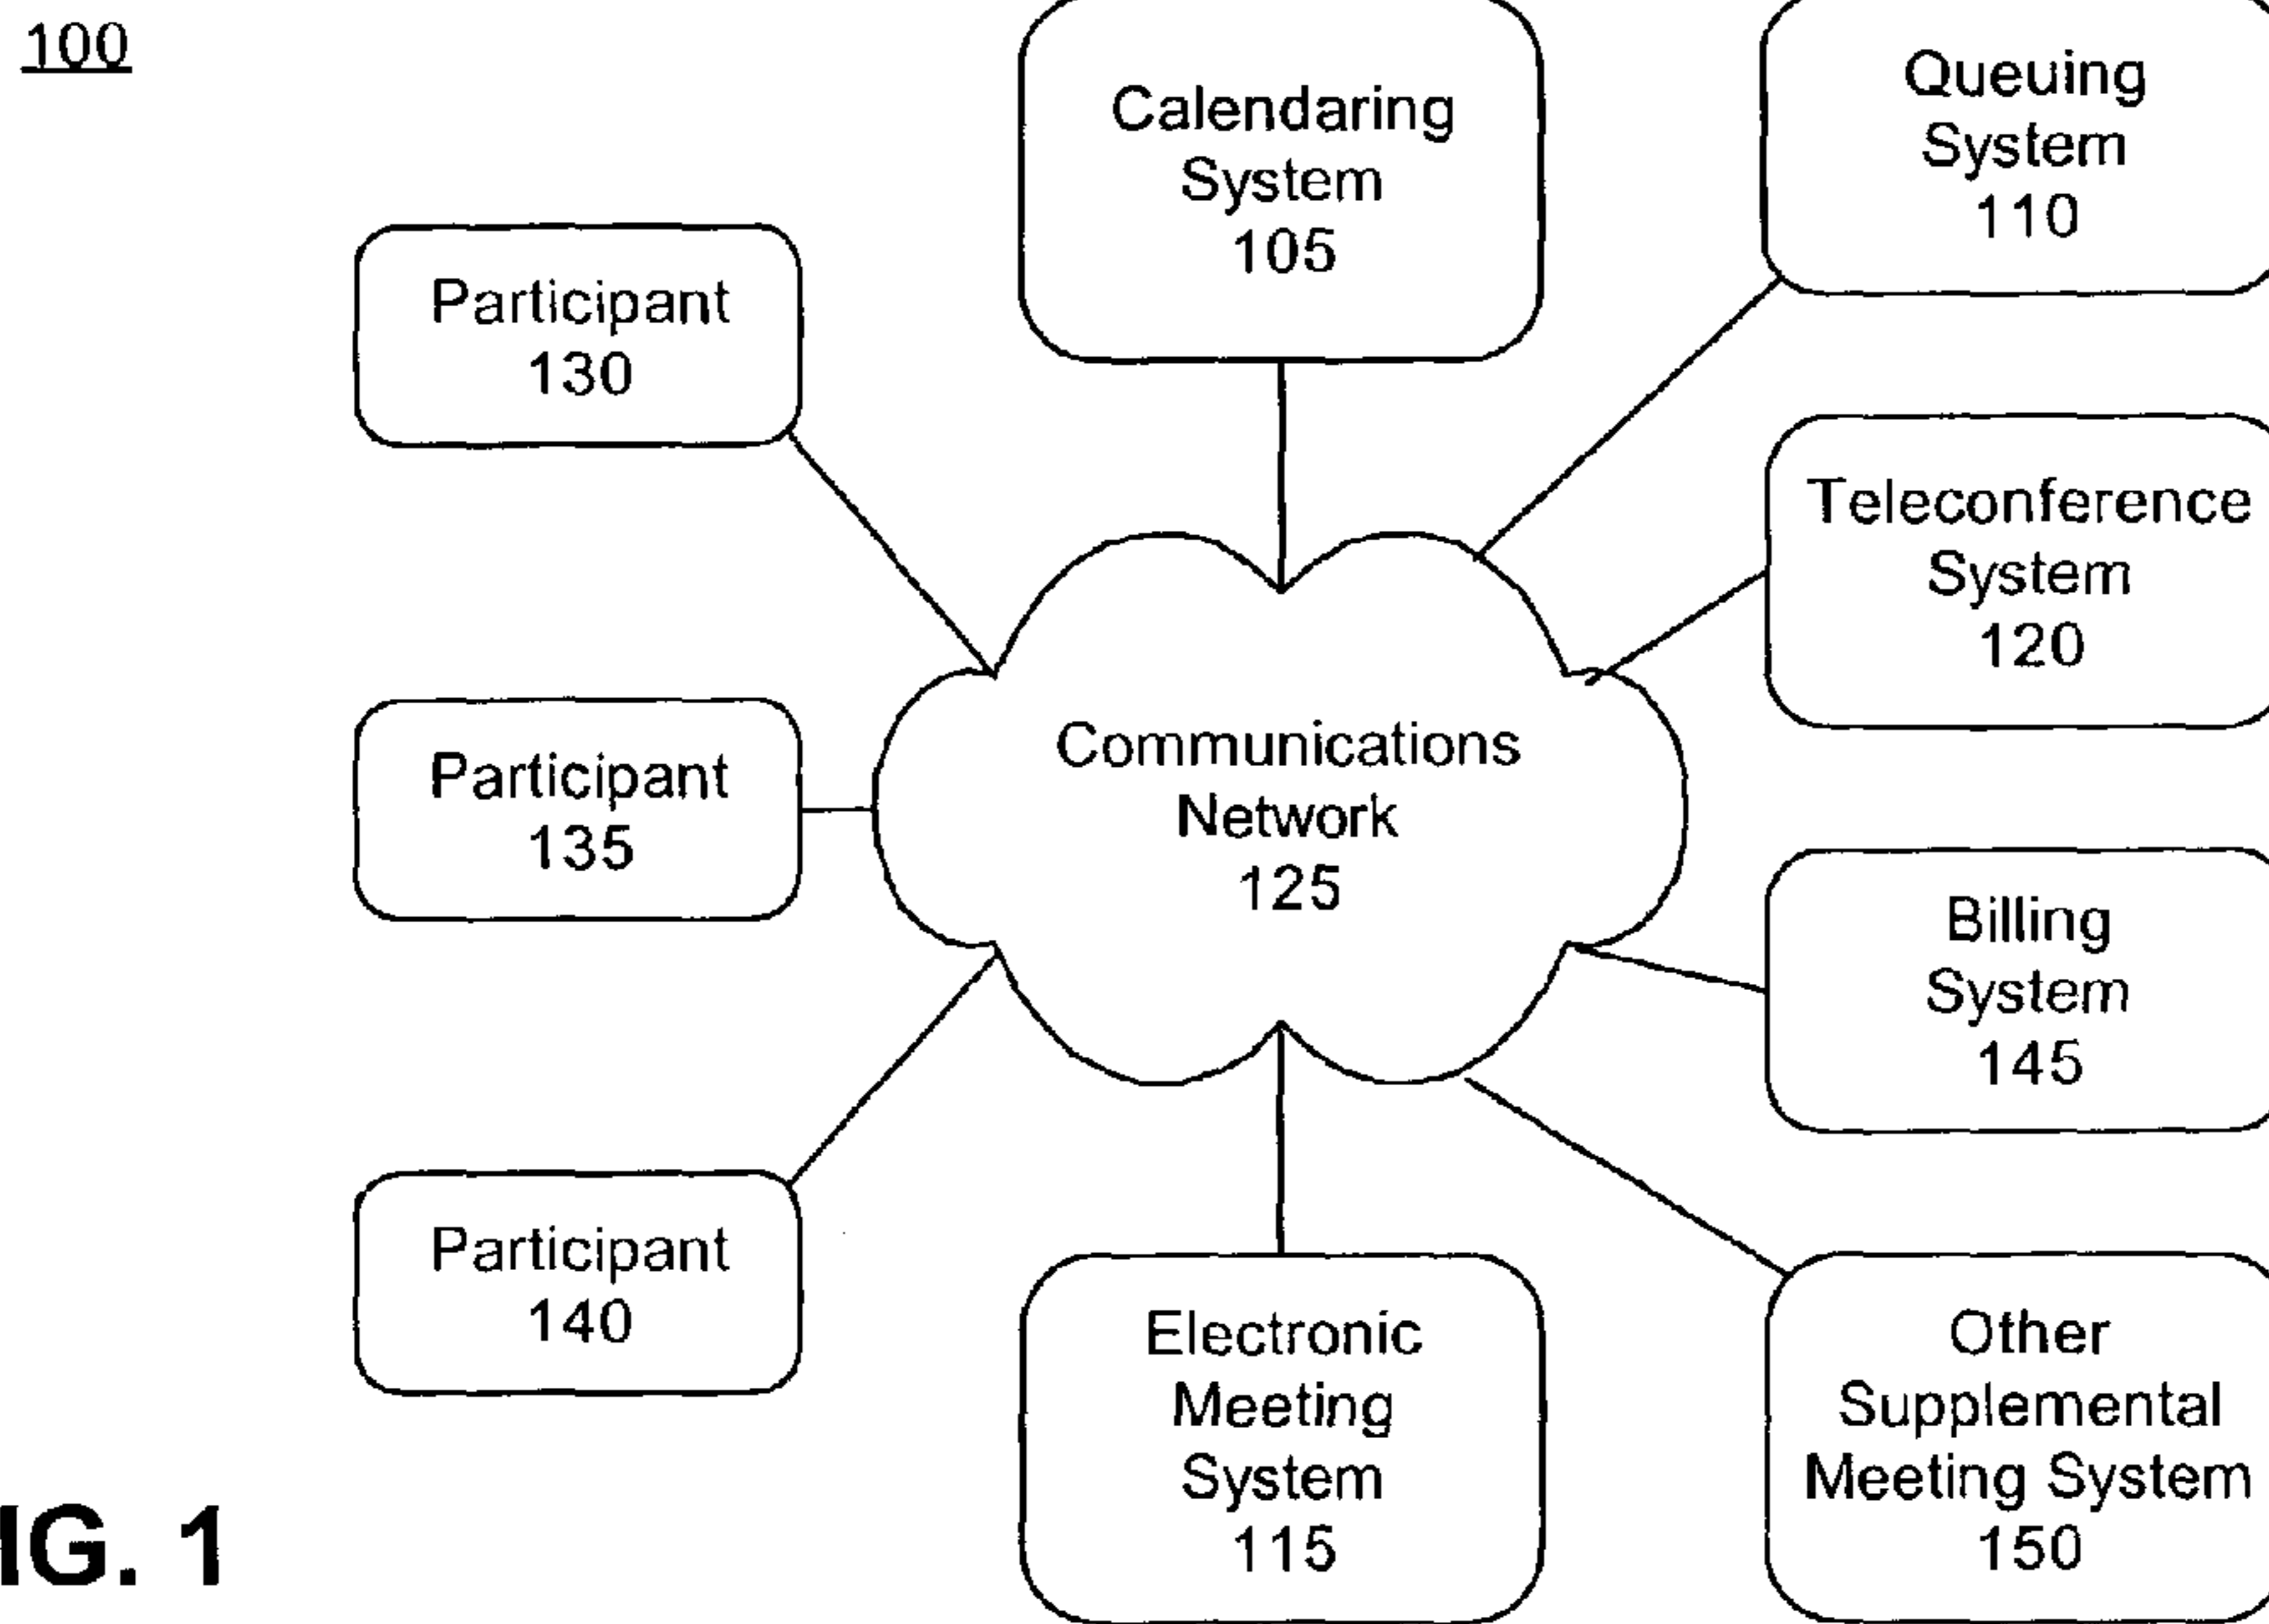 100
Calendaring
System
105
Queuing
System
110
Participant
130
Teleconference
System
120
Participant
135
Communications
Network
125
Billing
System
145
Participant
140
Electronic
Meeting
System
115
Other
Supplemental
Meeting System
150
IG. 1